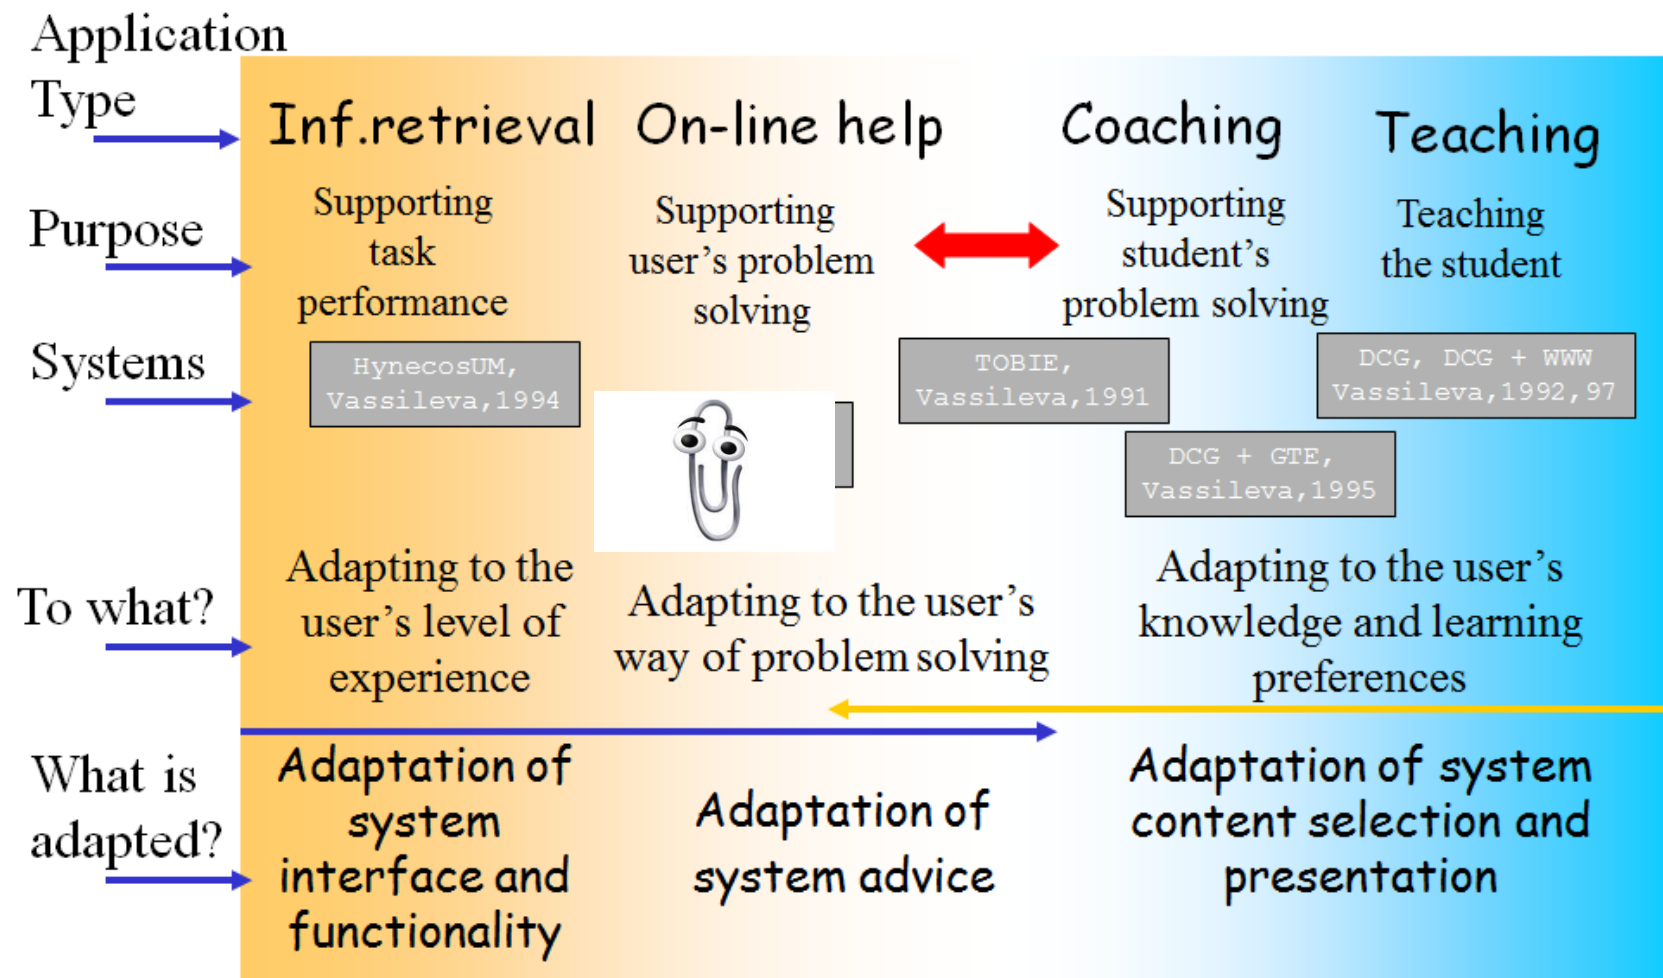 Application
Type
Inf.retrieval
On-line help
Coaching
Teaching
Purpose
Supporting
task
performance
Supporting
user's problem
solving
Supporting
student's
problem solving
Teaching
the student
Systems
HynecosUM,
Vassileva,1994
TOBIE,
Vassileva,1991
DCG, DCG + WWW
Vassileva,1992,97
DCG + GTE,
Vassileva,1995
To what?
Adapting to the
user's level of
experience
Adapting to the user's
way of problem solving
Adapting to the user's
knowledge and learning
preferences
What is
adapted?
Adaptation of
system
interface and
functionality
Adaptation of
system advice
Adaptation of system
content selection and
presentation